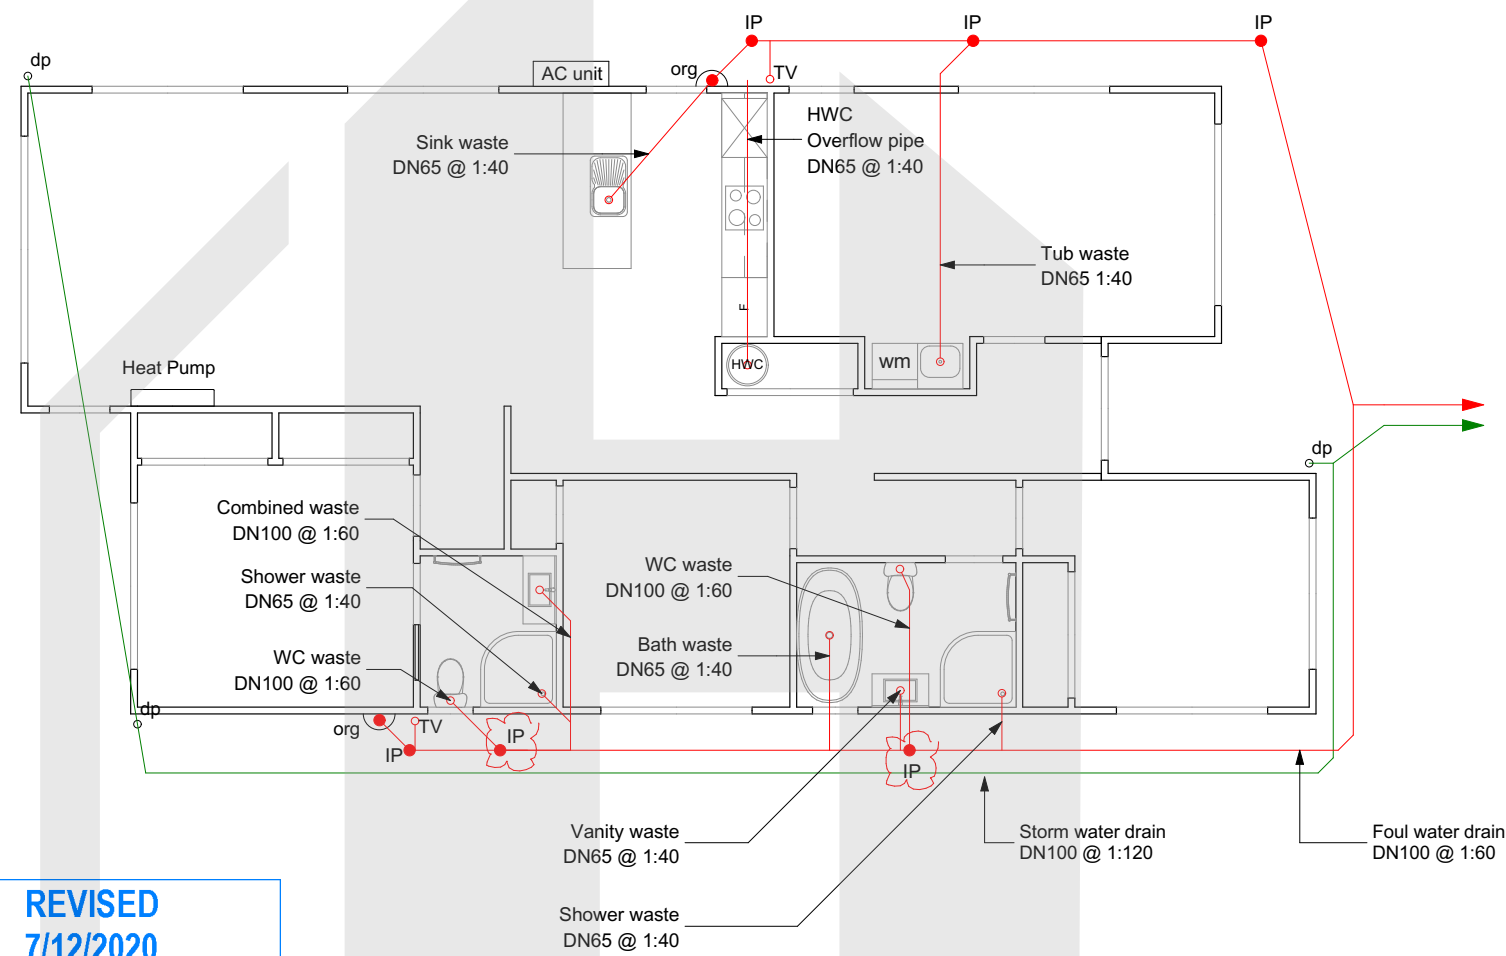 IP
IP
IP
dp
AC unit
org
TV
HWC
Overflow pipe
DN65 @ 1:40
Sink waste
DN65 @ 1:40
Tub waste
DN65 1:40
F
HWC
wm
Heat Pump
dp
Combined waste
DN100 @ 1:60
Shower waste
DN65 @ 1:40
WC waste
DN100 @ 1:60
WC waste
DN100 @ 1:60
Bath waste
DN65 @ 1:40
dp
org
TV
IP
IP
IP
Vanity waste
DN65 @ 1:40
Storm water drain
DN100 @ 1:120
Foul water drain
DN100 @ 1:60
Shower waste
DN65 @ 1:40
REVISED
7/12/2020